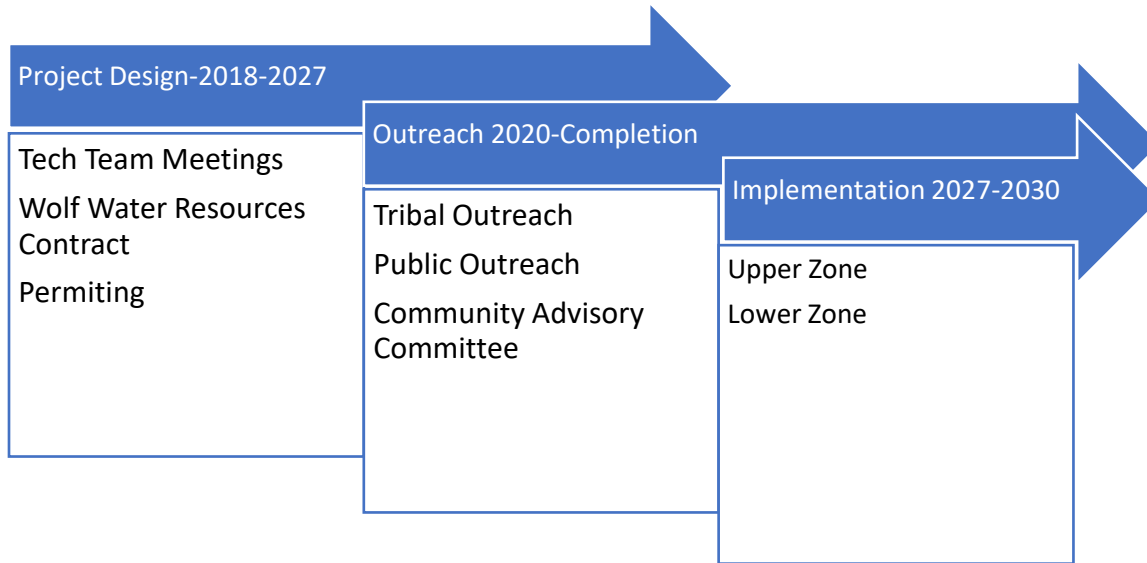 Project Design-2018-2027
Tech Team Meetings
Wolf Water Resources
Contract
Permiting
Outreach 2020-Completion
Tribal Outreach
Public Outreach
Community Advisory
Committee
Implementation 2027-2030
Upper Zone
Lower Zone